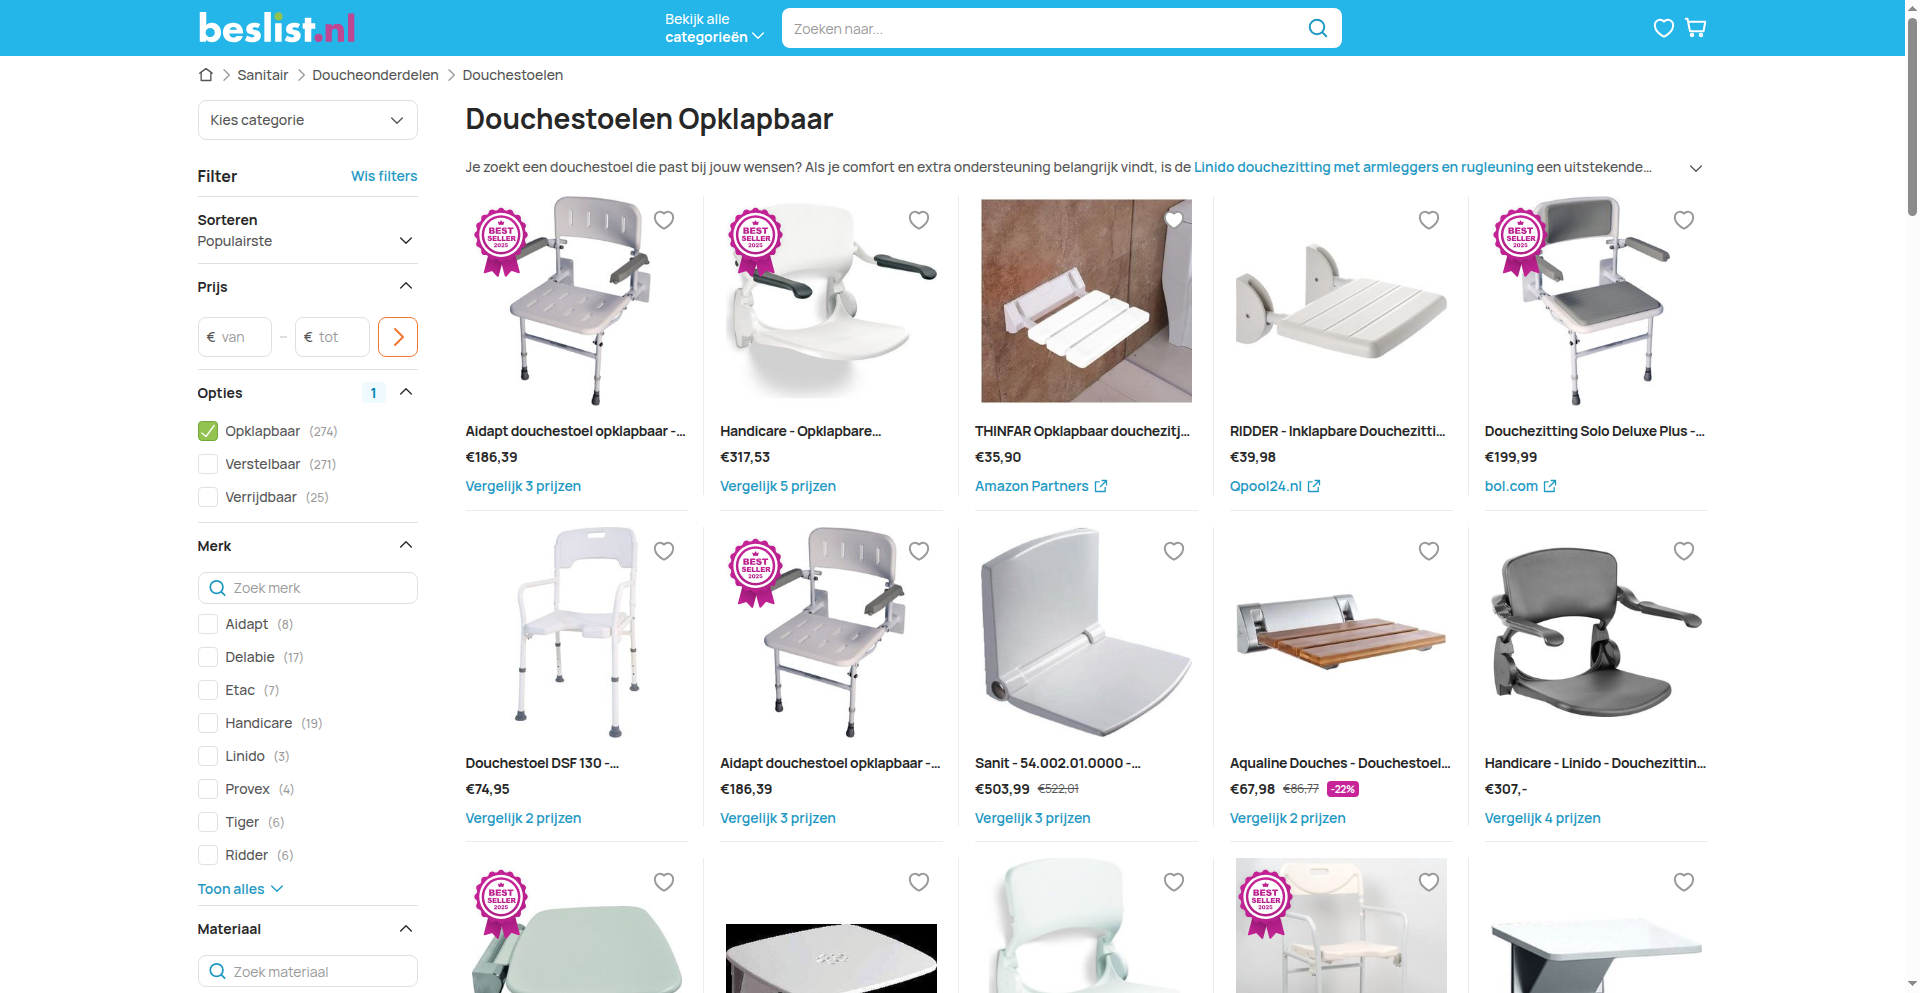 beslist.nl
Bekijk alle
categorieën
Zoeken naar...
Sanitair
Doucheonderdelen
Douchestoelen
Kies categorie
Filter
Wis filters
Sorteren
Populairste
Prijs
€ van
–
€ tot
Opties
1
Opklapbaar (274)
Verstelbaar (271)
Verrijdbaar (25)
Merk
Zoek merk
Aidapt (8)
Delabie (17)
Etac (7)
Handicare (19)
Linido (3)
Provex (4)
Tiger (6)
Ridder (6)
Toon alles
Materiaal
Zoek materiaal
Douchestoelen Opklapbaar
Je zoekt een douchestoel die past bij jouw wensen? Als je comfort en extra ondersteuning belangrijk vindt, is de Linido douchezitting met armleggers en rugleuning een uitstekende...
BEST
SELLER
2025
Aidapt douchestoel opklapbaar -...
€186,39
Vergelijk 3 prijzen
BEST
SELLER
2025
Handicare - Opklapbare...
€317,53
Vergelijk 5 prijzen
THINFAR Opklapbaar douchezitj...
€35,90
Amazon Partners
RIDDER - Inklapbare Douchezitti...
€39,98
Qpool24.nl
BEST
SELLER
2025
Douchezitting Solo Deluxe Plus -...
€199,99
bol.com
Douchestoel DSF 130 -...
€74,95
Vergelijk 2 prijzen
BEST
SELLER
2025
Aidapt douchestoel opklapbaar -...
€186,39
Vergelijk 3 prijzen
Sanit - 54.002.01.0000 -...
€503,99 €522,01
Vergelijk 3 prijzen
Aqualine Douches - Douchestoel...
€67,98 €86,77 -22%
Vergelijk 2 prijzen
Handicare - Linido - Douchezittin...
€307,-
Vergelijk 4 prijzen
BEST
SELLER
2025
BEST
SELLER
2025